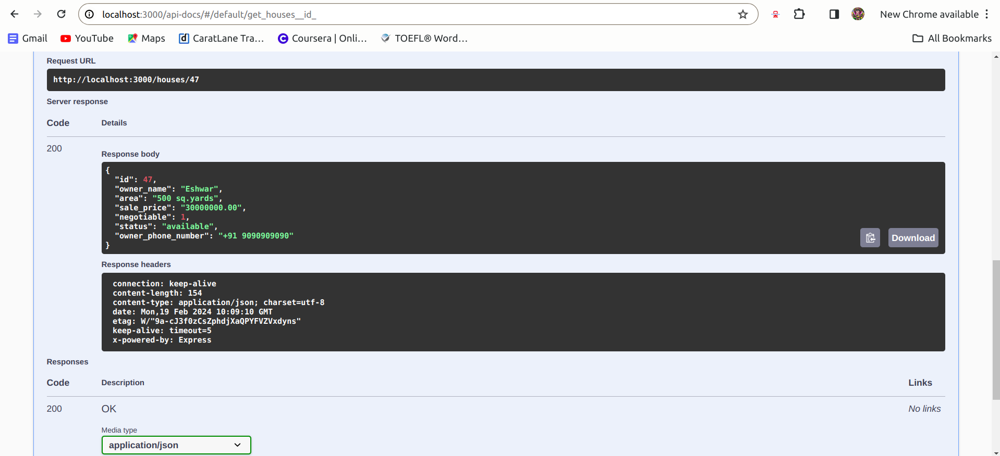 localhost:3000/api-docs/#/default/get_houses__id_
New Chrome available
Gmail
YouTube
Maps
CaratLane Tra...
Coursera | Onli...
TOEFL® Word...
All Bookmarks
Request URL
http://localhost:3000/houses/47
Server response
Code Details
200
Response body
{
"id": 47,
"owner_name": "Eshwar",
"area": "500 sq.yards",
"sale_price": "30000000.00",
"negotiable": 1,
"status": "available",
"owner_phone_number": "+91 9090909090"
}
Download
Response headers
connection: keep-alive
content-length: 154
content-type: application/json; charset=utf-8
date: Mon,19 Feb 2024 10:09:10 GMT
etag: W/"9a-cJ3f0zCsZphdjXaQPYFVZVxdyns"
keep-alive: timeout=5
x-powered-by: Express
Responses
Code Description Links
200 OK No links
Media type
application/json